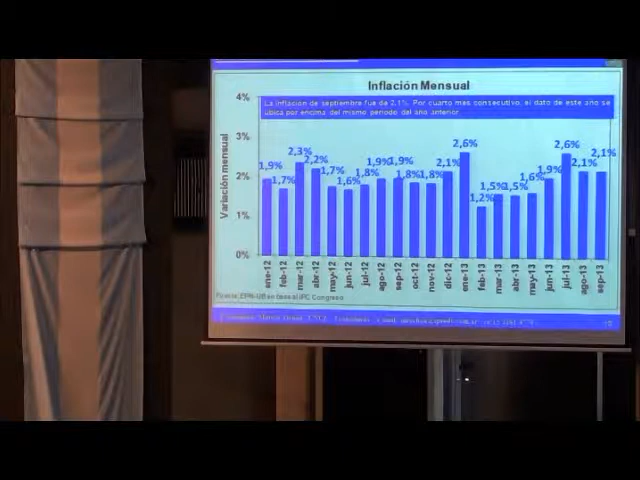 Inflación Mensual
La inflación de septiembre fue de 2,1%. Por cuarto mes consecutivo, el dato de este año se
ubica por encima del mismo período del año anterior.
Variación mensual
4%
3%
2%
1%
0%
1,9% 1,7% 2,3% 2,2% 1,7% 1,6% 1,8% 1,9% 1,9% 1,8% 1,8% 2,1% 2,6% 1,2% 1,5% 1,5% 1,6% 1,9% 2,6% 2,1% 2,1%
ene-12 feb-12 mar-12 abr-12 may-12 jun-12 jul-12 ago-12 sep-12 oct-12 nov-12 dic-12 ene-13 feb-13 mar-13 abr-13 may-13 jun-13 jul-13 ago-13 sep-13
en base al IPC Congreso